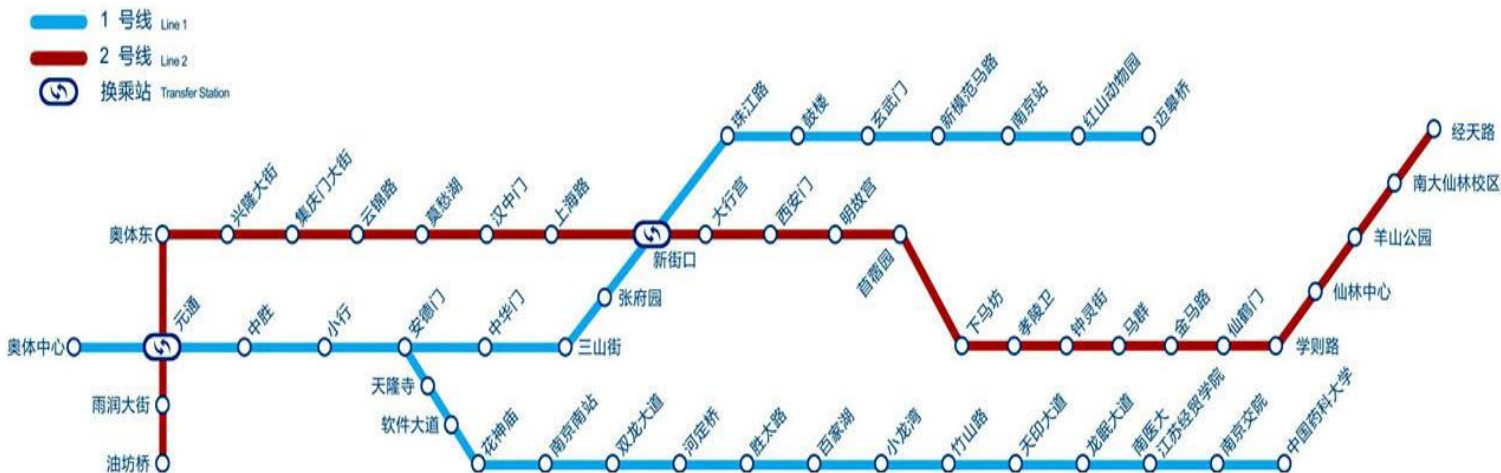 1 号线 Line 1
2 号线 Line 2
换乘站 Transfer Station
珠江路
鼓楼
玄武门
新模范马路
南京站
红山动物园
迈皋桥
经天路
南大仙林校区
羊山公园
仙林中心
学则路
奥体东
兴隆大街
集庆门大街
云锦路
莫愁湖
汉中门
上海路
新街口
大行宫
西安门
明故宫
苜蓿园
下马坊
孝陵卫
钟灵街
马群
金马路
仙鹤门
张府园
三山街
奥体中心
元通
中胜
小行
安德门
中华门
雨润大街
油坊桥
天隆寺
软件大道
花神庙
南京南站
双龙大道
河定桥
胜太路
百家湖
小龙湾
竹山路
天印大道
龙眠大道
南医大
江苏经贸学院
南京交院
中国药科大学